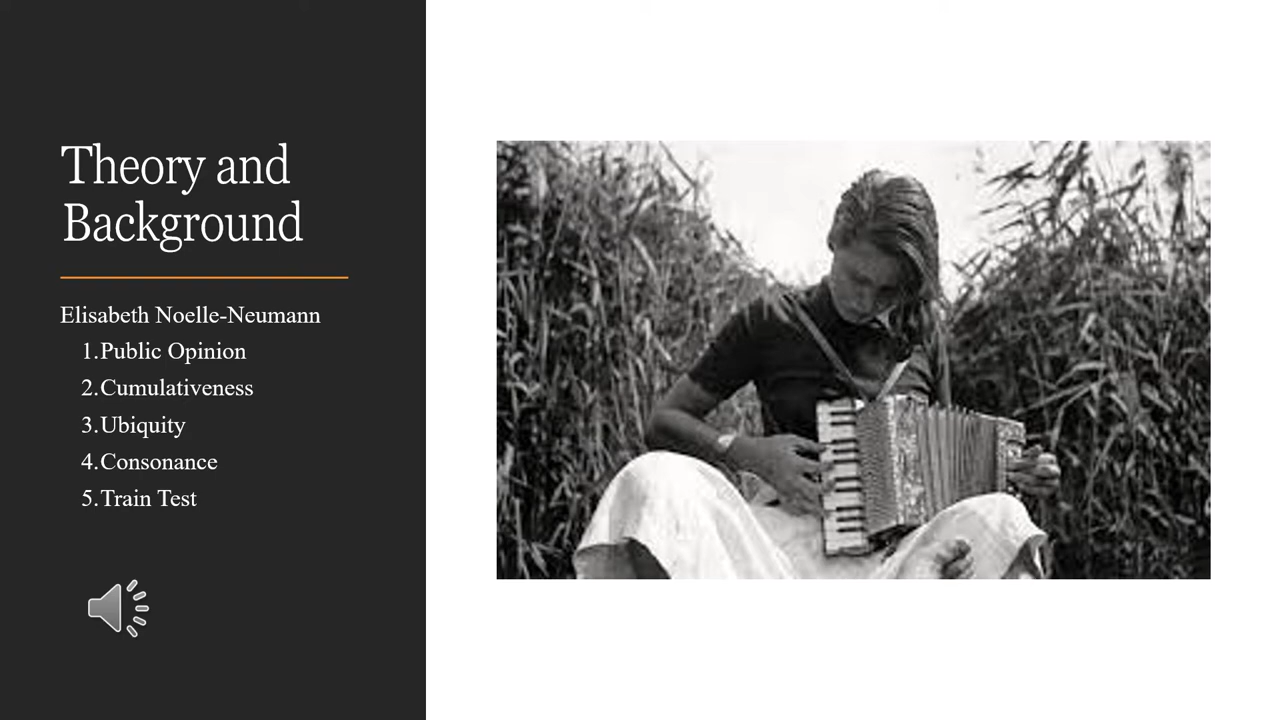 Theory and
Background
Elisabeth Noelle-Neumann
1.Public Opinion
2.Cumulativeness
3.Ubiquity
4.Consonance
5.Train Test